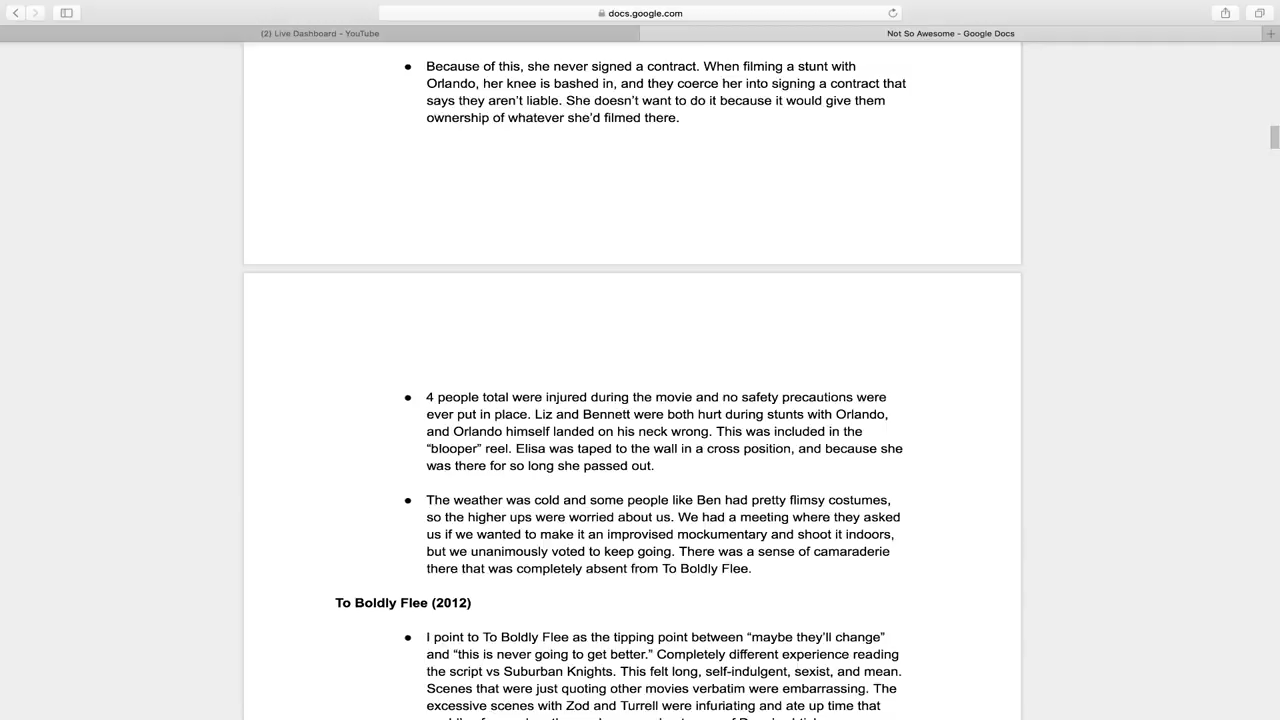 docs.google.com
(2) Live Dashboard - YouTube
Not So Awesome - Google Docs
● Because of this, she never signed a contract. When filming a stunt with
Orlando, her knee is bashed in, and they coerce her into signing a contract that
says they aren’t liable. She doesn’t want to do it because it would give them
ownership of whatever she’d filmed there.
● 4 people total were injured during the movie and no safety precautions were
ever put in place. Liz and Bennett were both hurt during stunts with Orlando,
and Orlando himself landed on his neck wrong. This was included in the
“blooper” reel. Elisa was taped to the wall in a cross position, and because she
was there for so long she passed out.
● The weather was cold and some people like Ben had pretty flimsy costumes,
so the higher ups were worried about us. We had a meeting where they asked
us if we wanted to make it an improvised mockumentary and shoot it indoors,
but we unanimously voted to keep going. There was a sense of camaraderie
there that was completely absent from To Boldly Flee.
To Boldly Flee (2012)
● I point to To Boldly Flee as the tipping point between “maybe they’ll change”
and “this is never going to get better.” Completely different experience reading
the script vs Suburban Knights. This felt long, self-indulgent, sexist, and mean.
Scenes that were just quoting other movies verbatim were embarrassing. The
excessive scenes with Zod and Turrell were infuriating and ate up time that